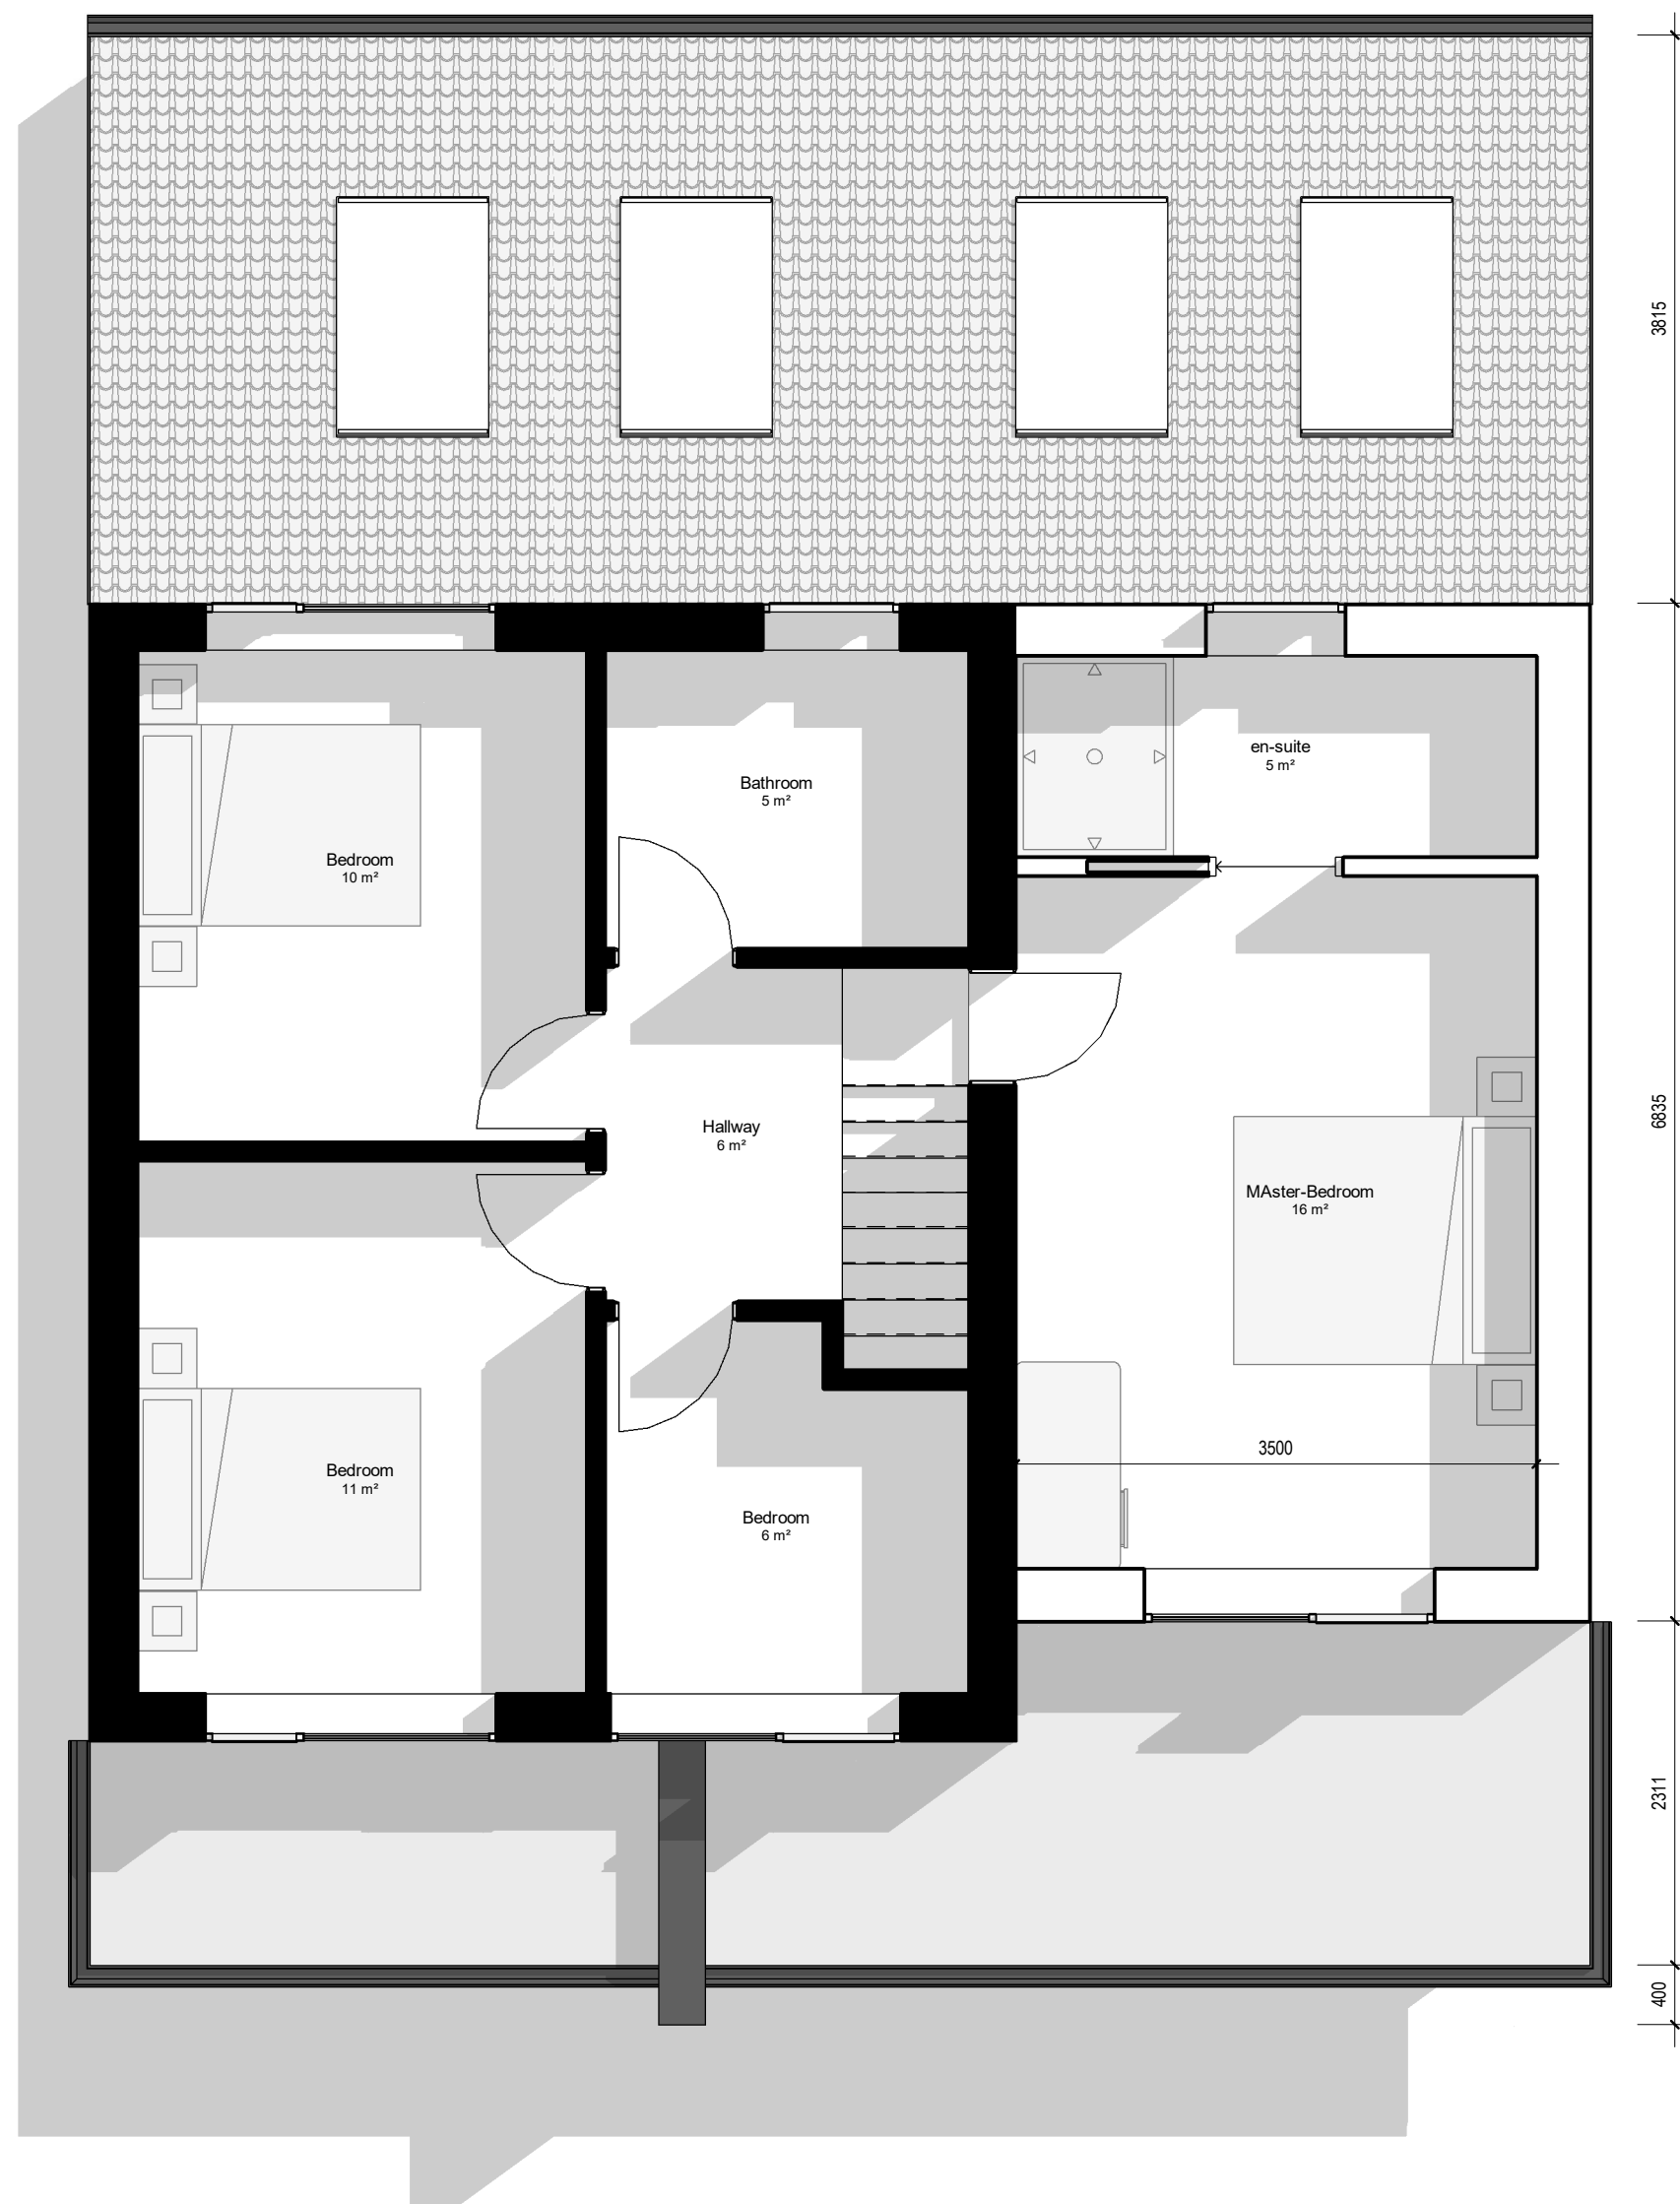 3815
en-suite
5 m²
Bathroom
5 m²
Bedroom
10 m²
6835
Hallway
6 m²
MAster-Bedroom
16 m²
3500
Bedroom
11 m²
Bedroom
6 m²
2311
400